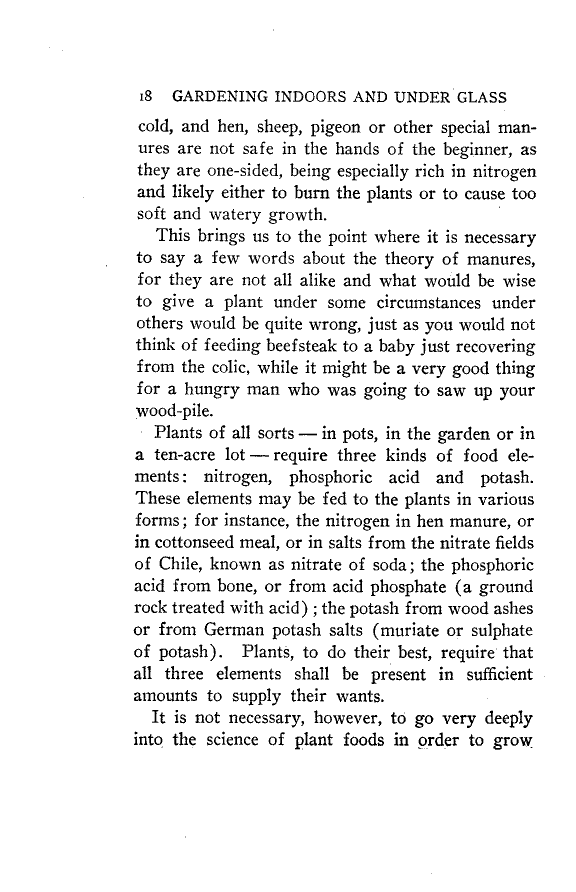 18 GARDENING INDOORS AND UNDER GLASS
cold, and hen, sheep, pigeon or other special man-
ures are not safe in the hands of the beginner, as
they are one-sided, being especially rich in nitrogen
and likely either to burn the plants or to cause too
soft and watery growth.
This brings us to the point where it is necessary
to say a few words about the theory of manures,
for they are not all alike and what would be wise
to give a plant under some circumstances under
others would be quite wrong, just as you would not
think of feeding beefsteak to a baby just recovering
from the colic, while it might be a very good thing
for a hungry man who was going to saw up your
wood-pile.
Plants of all sorts — in pots, in the garden or in
a ten-acre lot — require three kinds of food ele-
ments: nitrogen, phosphoric acid and potash.
These elements may be fed to the plants in various
forms; for instance, the nitrogen in hen manure, or
in cottonseed meal, or in salts from the nitrate fields
of Chile, known as nitrate of soda; the phosphoric
acid from bone, or from acid phosphate (a ground
rock treated with acid); the potash from wood ashes
or from German potash salts (muriate or sulphate
of potash). Plants, to do their best, require that
all three elements shall be present in sufficient
amounts to supply their wants.
It is not necessary, however, to go very deeply
into the science of plant foods in order to grow